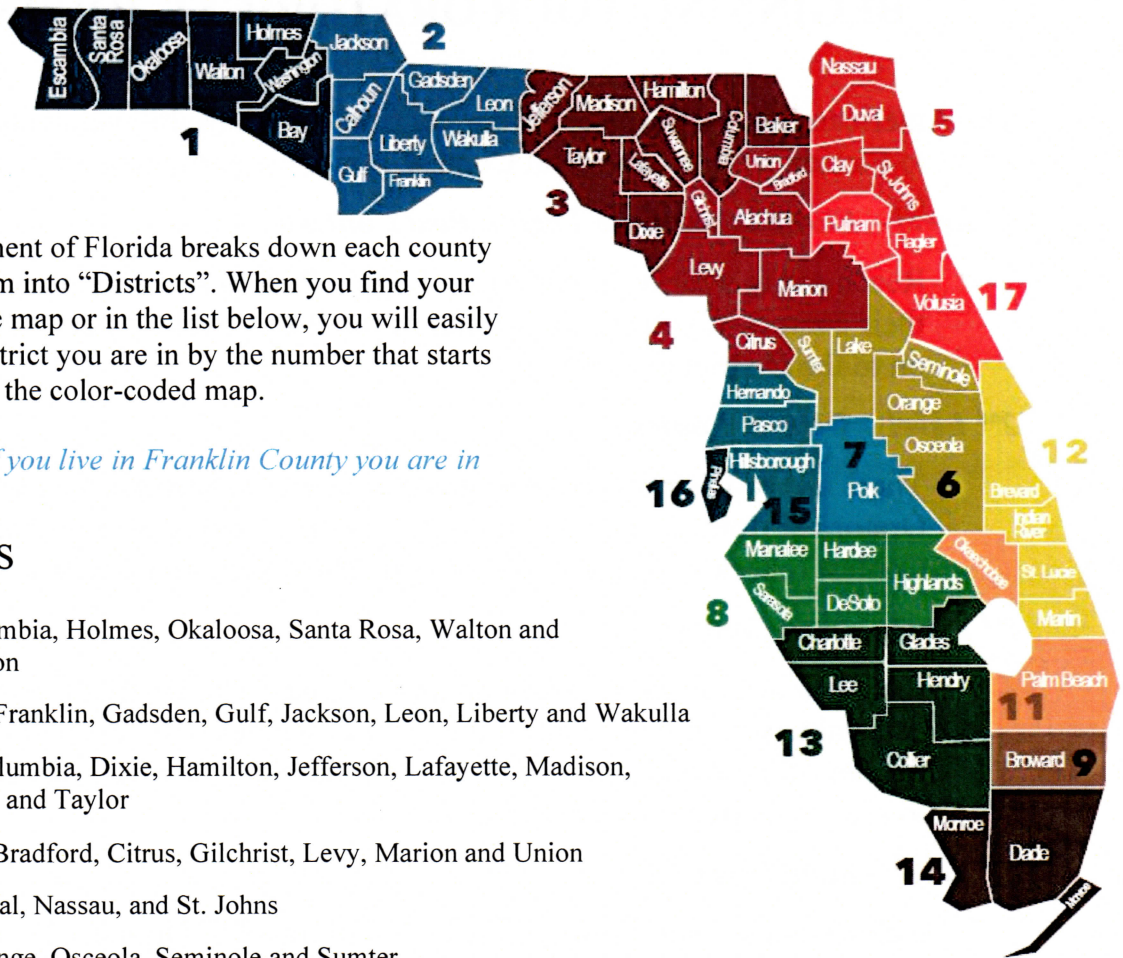 Escambia
Santa
Rosa
Okaloosa
Walton
Holmes
Washington
Bay
1
Jackson
2
Calhoun
Gadsden
Leon
Liberty
Wakulla
Gulf
Franklin
Jefferson
Madison
Hamilton
Taylor
Suwannee
Lafayette
Columbia
Baker
Union
Bradford
3
Dixie
Gilchrist
Alachua
Levy
Marion
4
Citrus
Nassau
Duval
5
Clay
St. Johns
Putnam
Flagler
Volusia
17
Sumter
Lake
Seminole
Orange
Osceola
6
Hernando
Pasco
Pinellas
16
Hillsborough
15
7
Polk
12
Brevard
Indian
River
Okeechobee
St. Lucie
Martin
Manatee
Hardee
Highlands
8
Sarasota
DeSoto
Charlotte
Glades
Lee
Hendry
13
Collier
Palm Beach
11
Broward
9
Monroe
14
Dade
Monroe
ment of Florida breaks down each county
m into “Districts”. When you find your
e map or in the list below, you will easily
strict you are in by the number that starts
the color-coded map.
f you live in Franklin County you are in
s
mbia, Holmes, Okaloosa, Santa Rosa, Walton and
on
Franklin, Gadsden, Gulf, Jackson, Leon, Liberty and Wakulla
lumbia, Dixie, Hamilton, Jefferson, Lafayette, Madison,
and Taylor
Bradford, Citrus, Gilchrist, Levy, Marion and Union
al, Nassau, and St. Johns
nge, Osceola, Seminole and Sumter